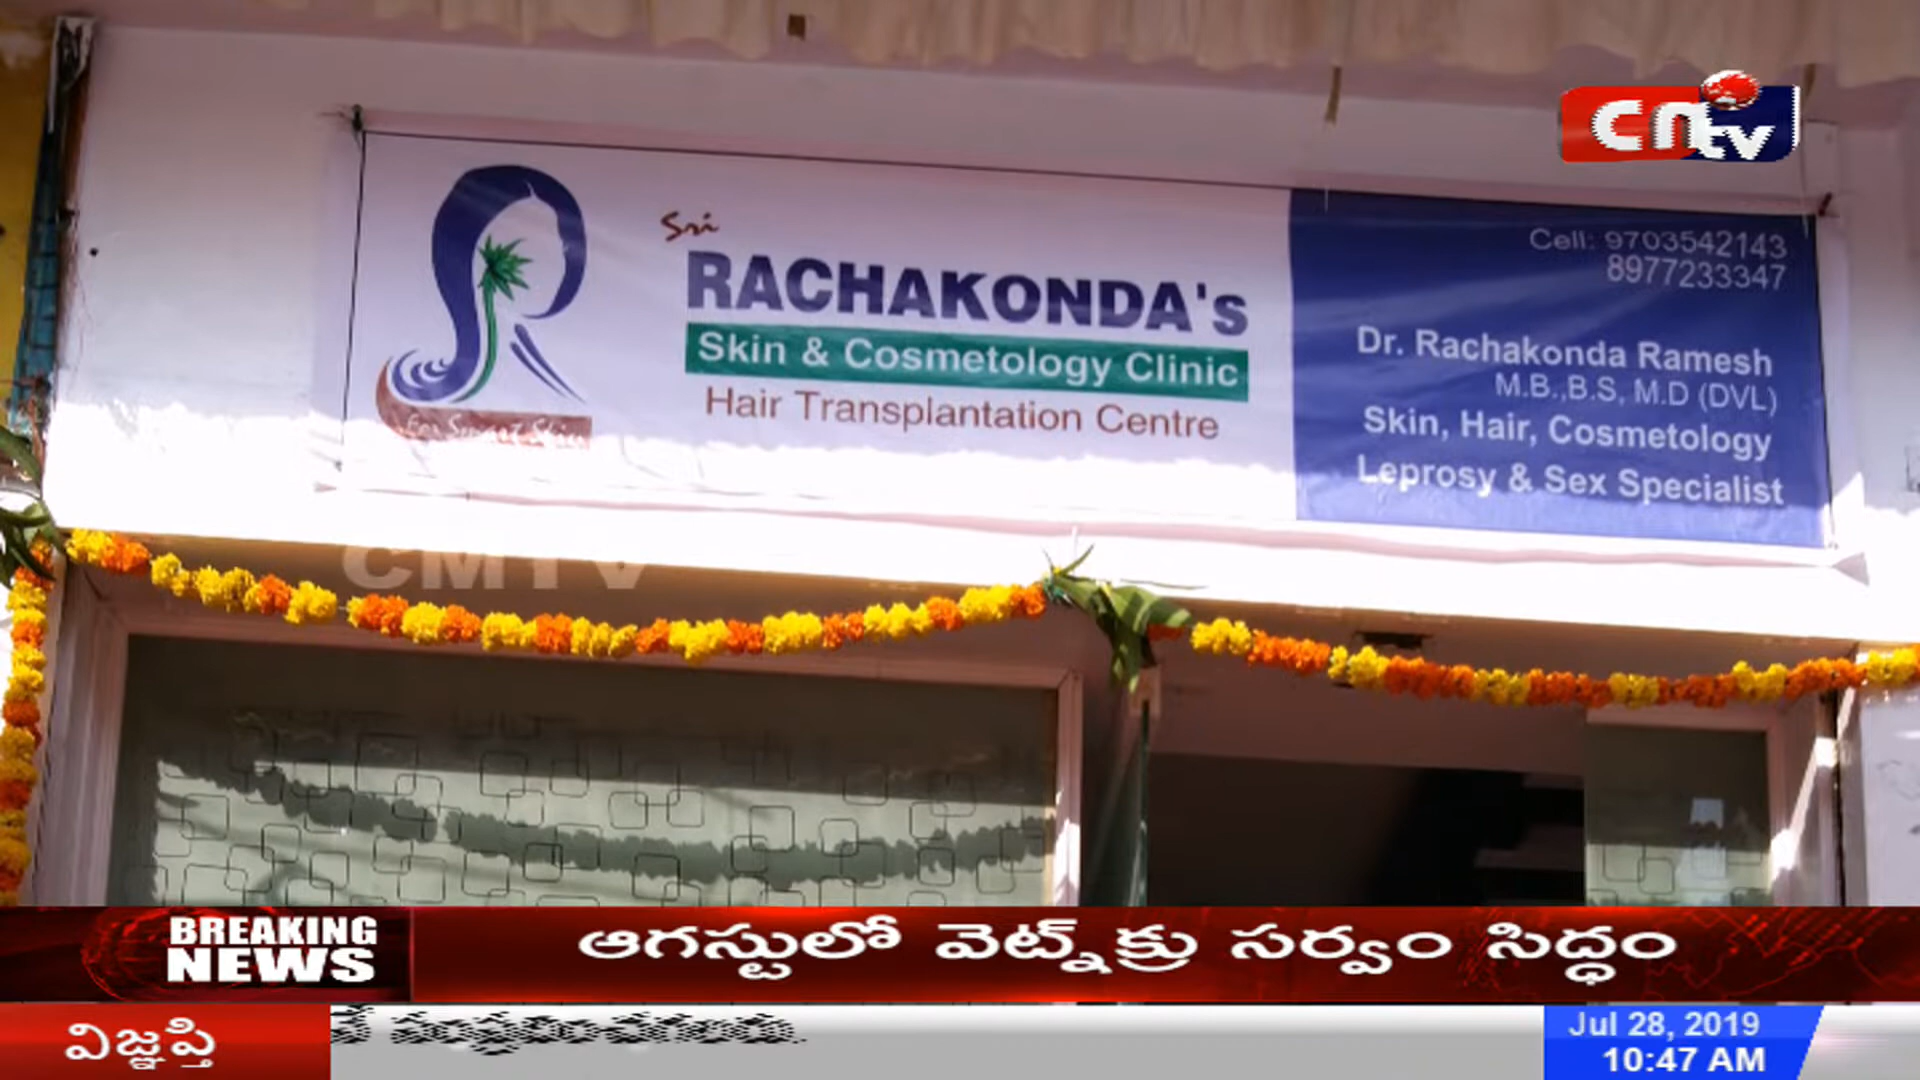 cntv
Sri
RACHAKONDA's
Skin & Cosmetology Clinic
Hair Transplantation Centre
Cell: 9703542143
8977233347
Dr. Rachakonda Ramesh
M.B.,B.S, M.D (DVL)
Skin, Hair, Cosmetology
Leprosy & Sex Specialist
CMTV
BREAKING
NEWS
ఆగస్టులో వెట్న్‌క్రు సర్వం సిద్ధం
విజ్ఞప్తి
Jul 28, 2019
10:47 AM